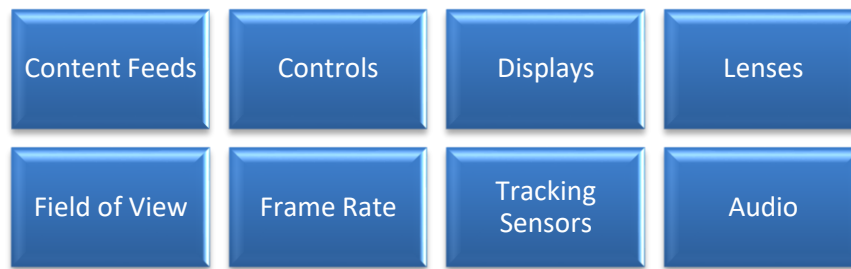 Content Feeds
Controls
Displays
Lenses
Field of View
Frame Rate
Tracking
Sensors
Audio